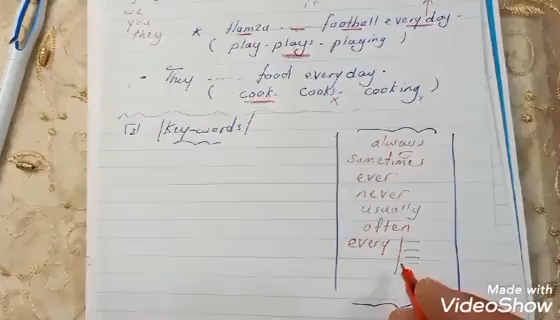 we
you
they
* Hamza ---- football every day.
( play - plays - playing )
- They ---- food every day.
( cook - cooks - cooking )
2 / key-words /
always
sometimes
ever
never
usually
often
every
Made with
VideoShow